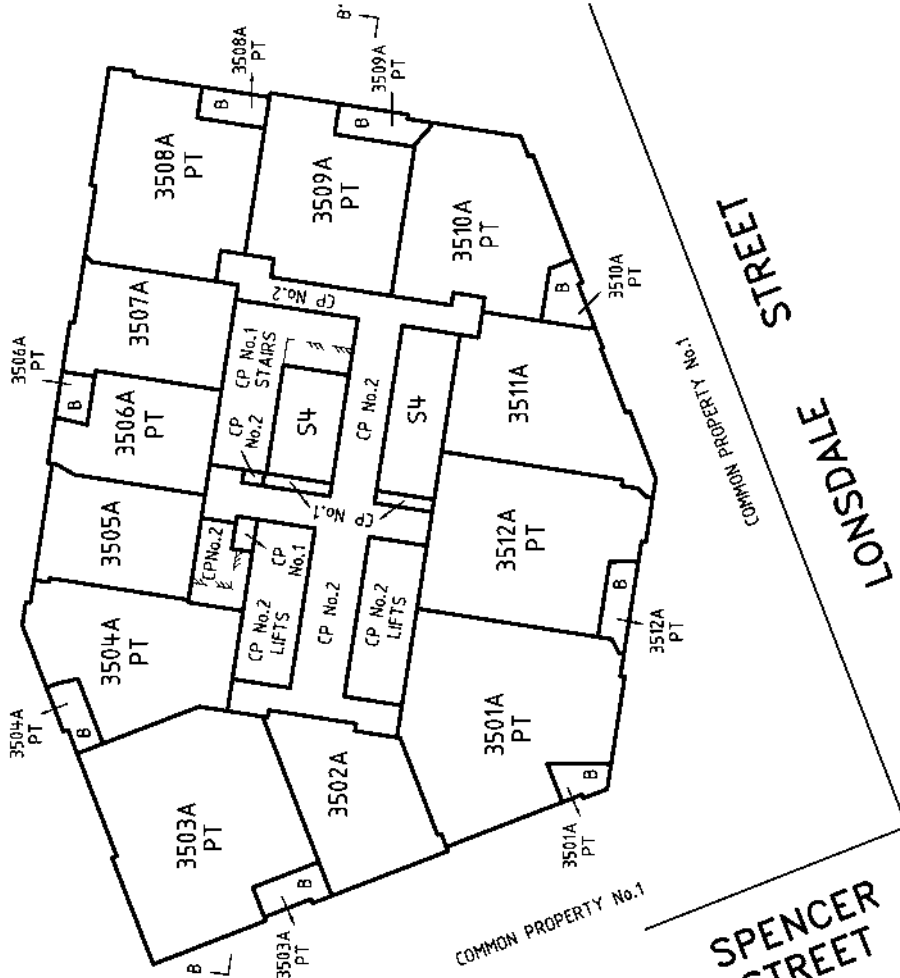 B'
3508A
PT
3509A
PT
B
B
3508A
PT
3509A
PT
3510A
PT
B
3510A
PT
STREET
LONSDALE
COMMON PROPERTY No.1
3507A
3506A
PT
B
3506A
PT
CP No.2
CP No.1
STAIRS
CP
No.2
S4
CP No.2
S4
3511A
3505A
CP No.1
CPNo.2
CP
No.1
3512A
PT
B
3512A
PT
3504A
PT
3504A
PT
B
CP No.2
LIFTS
CP No.2
CP No.2
LIFTS
3501A
PT
B
3501A
PT
3502A
3503A
PT
B
3503A
PT
B
COMMON PROPERTY No.1
SPENCER
STREET